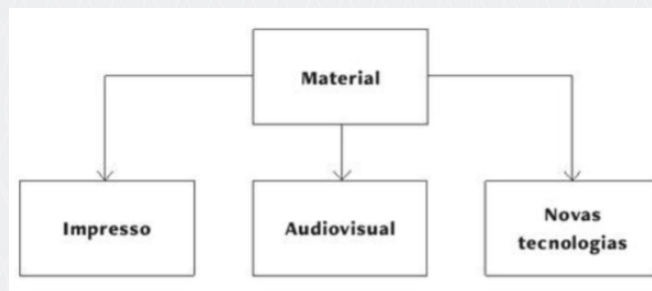 Material
Impresso
Audiovisual
Novas
tecnologias